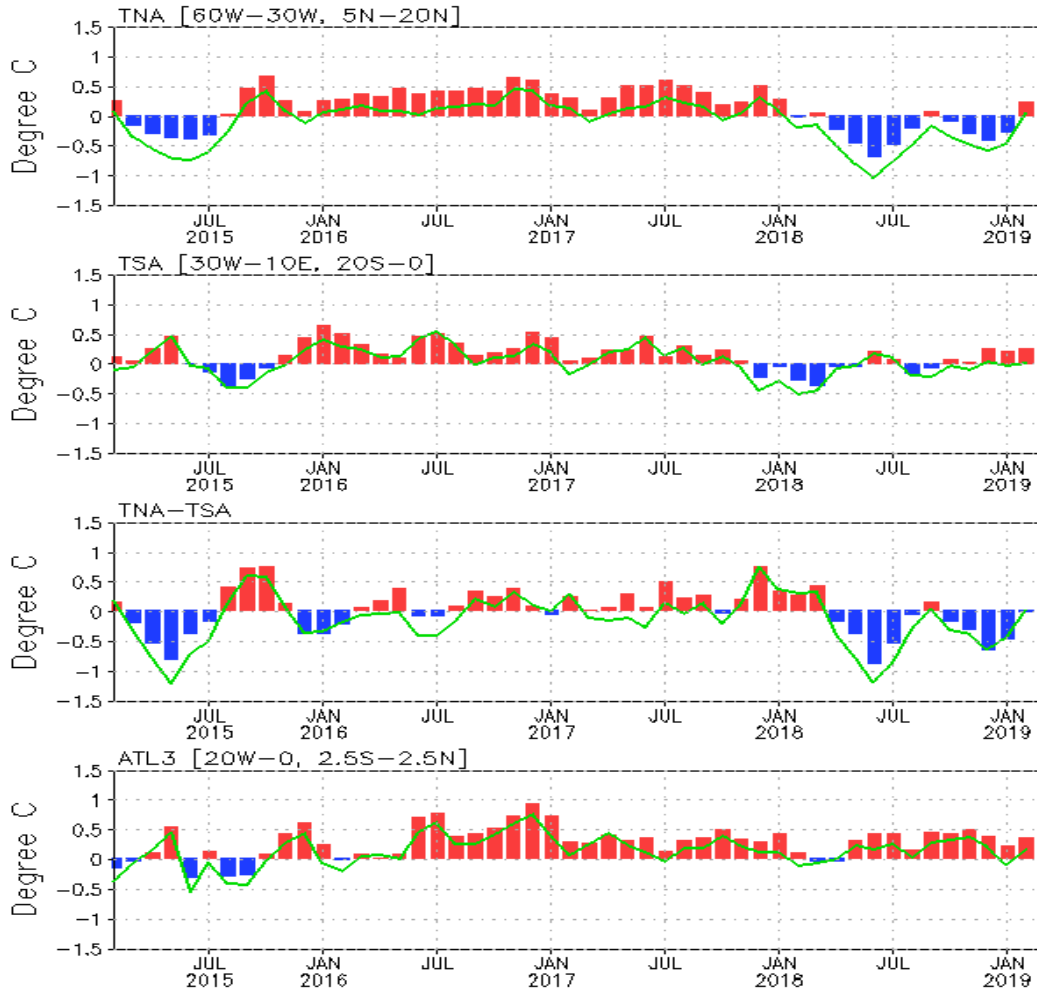 TNA [60W−30W, 5N−20N]
Degree C
1.5
1
0.5
0
−0.5
−1
−1.5
JUL JAN JUL JAN JUL JAN JUL JAN
2015 2016 2017 2018 2019
TSA [30W−10E, 20S−0]
Degree C
1.5
1
0.5
0
−0.5
−1
−1.5
JUL JAN JUL JAN JUL JAN JUL JAN
2015 2016 2017 2018 2019
TNA−TSA
Degree C
1.5
1
0.5
0
−0.5
−1
−1.5
JUL JAN JUL JAN JUL JAN JUL JAN
2015 2016 2017 2018 2019
ATL3 [20W−0, 2.5S−2.5N]
Degree C
1.5
1
0.5
0
−0.5
−1
−1.5
JUL JAN JUL JAN JUL JAN JUL JAN
2015 2016 2017 2018 2019